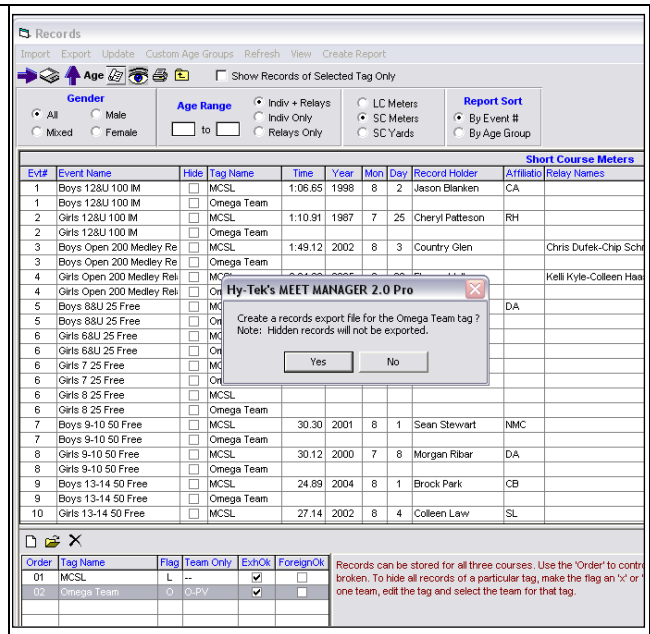 Records
Import Export Update Custom Age Groups Refresh View Create Report
Age Show Records of Selected Tag Only
Gender
All Male
Mixed Female
Age Range
to
Indiv + Relays
Indiv Only
Relays Only
LC Meters
SC Meters
SC Yards
Report Sort
By Event #
By Age Group
Short Course Meters
Evt# Event Name Hide Tag Name Time Year Mon Day Record Holder Affiliatio Relay Names
1 Boys 12&U 100 IM MCSL 1:06.65 1998 8 2 Jason Blanken CA
1 Boys 12&U 100 IM Omega Team
2 Girls 12&U 100 IM MCSL 1:10.91 1987 7 25 Cheryl Patteson RH
2 Girls 12&U 100 IM Omega Team
3 Boys Open 200 Medley Re MCSL 1:49.12 2002 8 3 Country Glen Chris Dufek-Chip Schr
3 Boys Open 200 Medley Re Omega Team
4 Girls Open 200 Medley Rel Kelli Kyle-Colleen Haas
4 Girls Open 200 Medley Rel
5 Boys 8&U 25 Free DA
5 Boys 8&U 25 Free
6 Girls 6&U 25 Free
6 Girls 6&U 25 Free
6 Girls 7 25 Free
6 Girls 7 25 Free
6 Girls 8 25 Free MCSL
6 Girls 8 25 Free Omega Team
7 Boys 9-10 50 Free MCSL 30.30 2001 8 1 Sean Stewart NMC
7 Boys 9-10 50 Free Omega Team
8 Girls 9-10 50 Free MCSL 30.12 2000 7 8 Morgan Ribar DA
8 Girls 9-10 50 Free Omega Team
9 Boys 13-14 50 Free MCSL 24.89 2004 8 1 Brock Park CB
9 Boys 13-14 50 Free Omega Team
10 Girls 13-14 50 Free MCSL 27.14 2002 8 4 Colleen Law SL
Hy-Tek's MEET MANAGER 2.0 Pro
Create a records export file for the Omega Team tag ?
Note: Hidden records will not be exported.
Yes No
Order Tag Name Flag Team Only ExhOk ForeignOk
01 MCSL L --
02 Omega Team O O-PV
Records can be stored for all three courses. Use the 'Order' to contro
broken. To hide all records of a particular tag, make the flag an 'x' or '
one team, edit the tag and select the team for that tag.